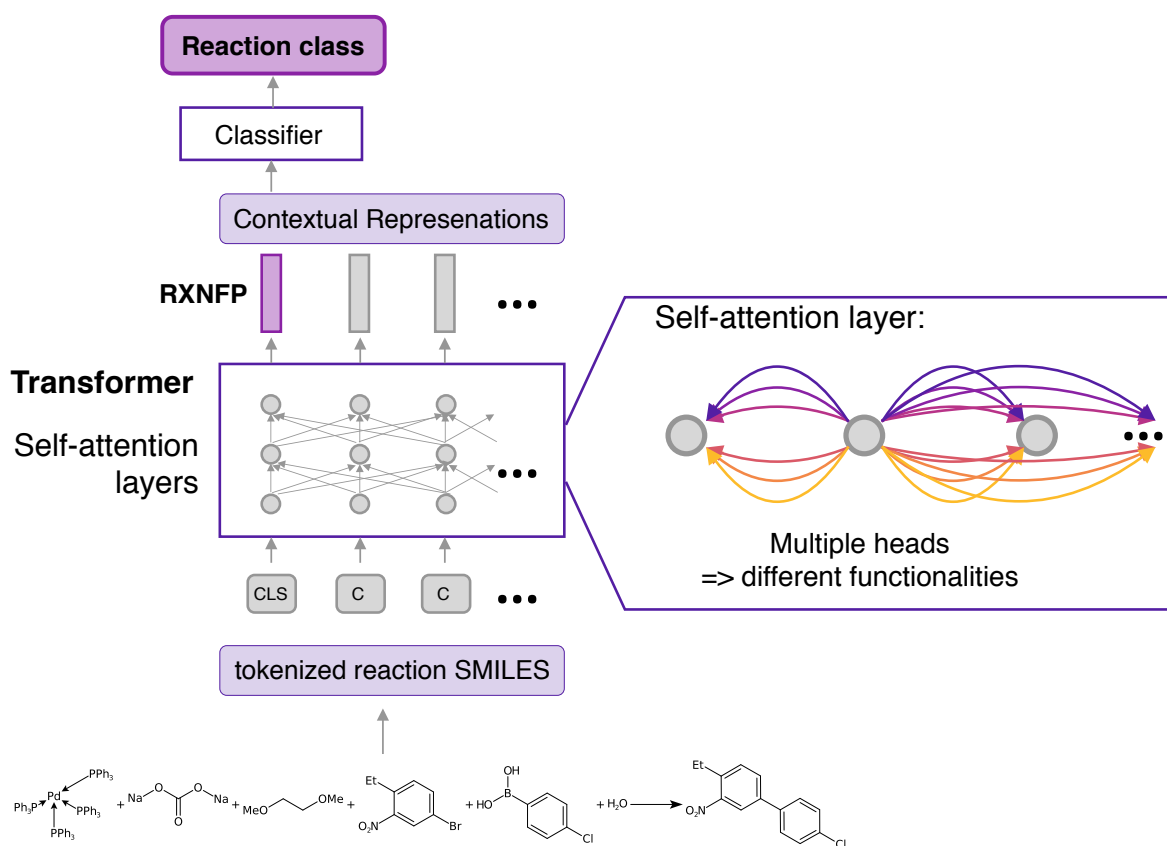 Reaction class
Classifier
Contextual Represenations
RXNFP
...
Transformer
Self-attention
layers
...
CLS
C
C
...
tokenized reaction SMILES
Self-attention layer:
...
Multiple heads
=> different functionalities
PPh3
Pd
Ph3P
PPh3
PPh3
+
Na
O
O
O
Na
+
MeO
OMe
+
Et
O2N
Br
+
OH
HO
B
Cl
+
H2O
Et
O2N
Cl